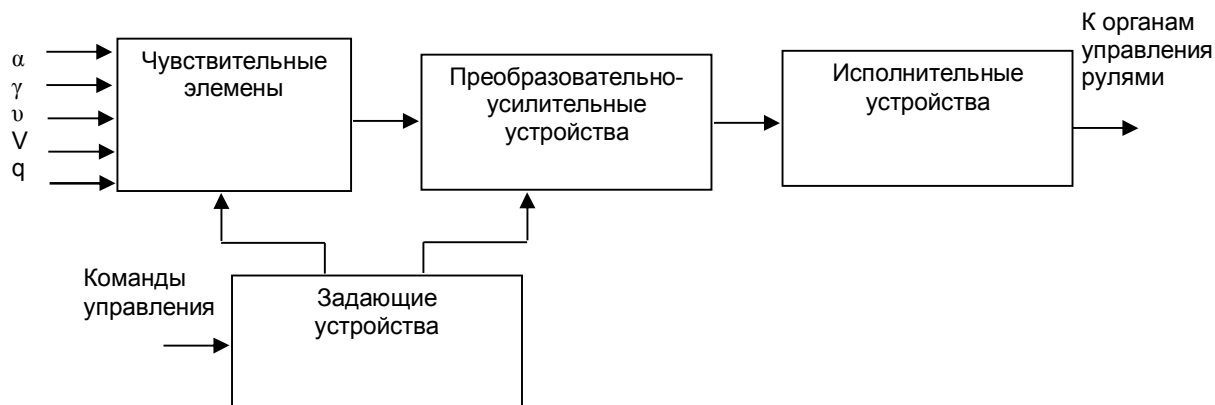 К органам
управления
рулями
α
γ
υ
V
q
Чувствительные
элемены
Преобразовательно-
усилительные
устройства
Исполнительные
устройства
Команды
управления
Задающие
устройства